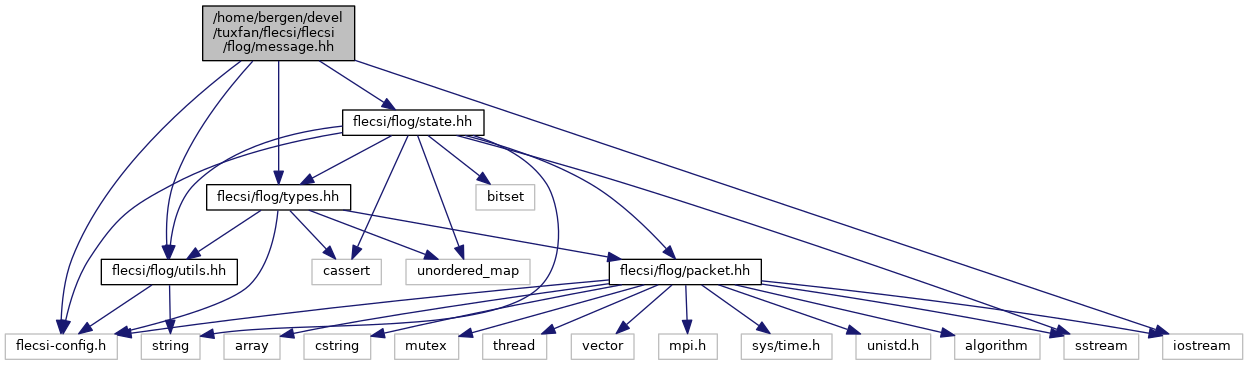 /home/bergen/devel
/tuxfan/flecsi/flecsi
/flog/message.hh
flecsi/flog/state.hh
flecsi/flog/types.hh
bitset
flecsi/flog/utils.hh
cassert
unordered_map
flecsi/flog/packet.hh
flecsi-config.h
string
array
cstring
mutex
thread
vector
mpi.h
sys/time.h
unistd.h
algorithm
sstream
iostream